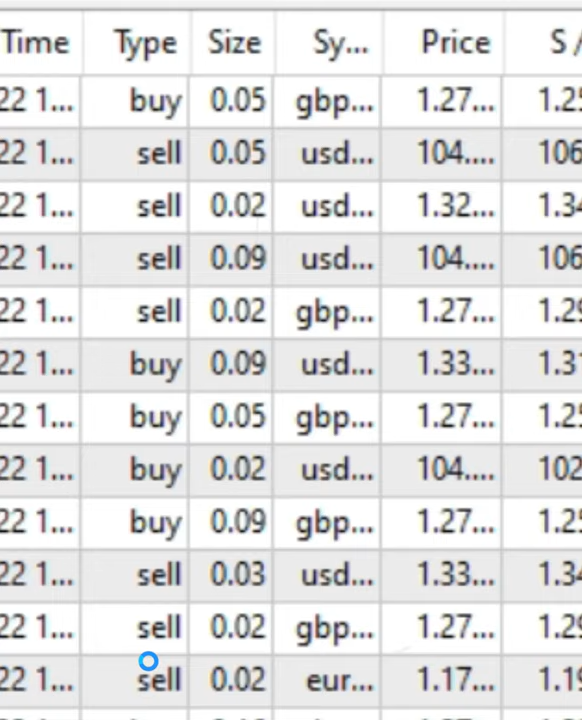 Time Type Size Sy... Price S /
22 1... buy 0.05 gbp... 1.27... 1.25
22 1... sell 0.05 usd... 104.... 106
22 1... sell 0.02 usd... 1.32... 1.34
22 1... sell 0.09 usd... 104.... 106
22 1... sell 0.02 gbp... 1.27... 1.29
22 1... buy 0.09 usd... 1.33... 1.31
22 1... buy 0.05 gbp... 1.27... 1.25
22 1... buy 0.02 usd... 104.... 102
22 1... buy 0.09 gbp... 1.27... 1.25
22 1... sell 0.03 usd... 1.33... 1.34
22 1... sell 0.02 gbp... 1.27... 1.29
22 1... sell 0.02 eur... 1.17... 1.19